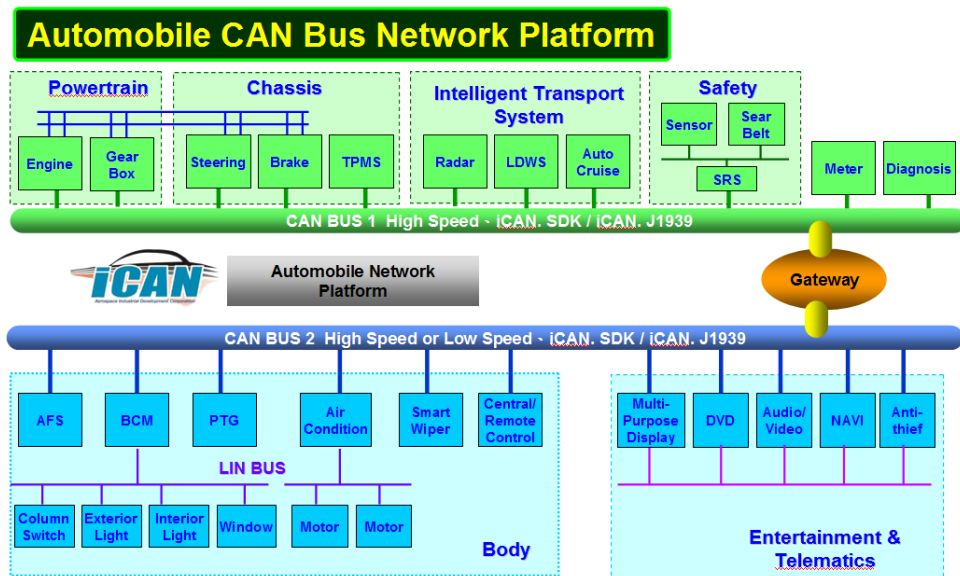 Automobile CAN Bus Network Platform
Powertrain
Chassis
Intelligent Transport
System
Safety
Engine
Gear
Box
Steering
Brake
TPMS
Radar
LDWS
Auto
Cruise
Sensor
Sear
Belt
SRS
Meter
Diagnosis
CAN BUS 1 High Speed、iCAN. SDK / iCAN. J1939
iCAN
Aerospace Industrial Development Corporation
Automobile Network
Platform
Gateway
CAN BUS 2 High Speed or Low Speed、iCAN. SDK / iCAN. J1939
AFS
BCM
PTG
Air
Condition
Smart
Wiper
Central/
Remote
Control
Multi-
Purpose
Display
DVD
Audio/
Video
NAVI
Anti-
thief
LIN BUS
Column
Switch
Exterior
Light
Interior
Light
Window
Motor
Motor
Body
Entertainment &
Telematics